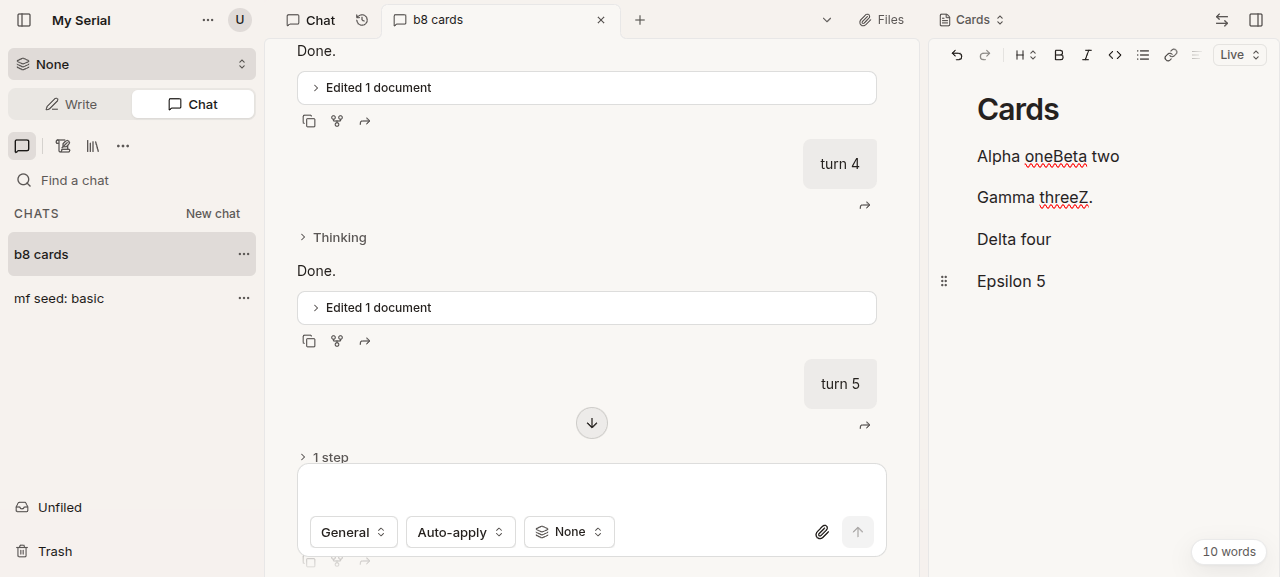 My Serial
U
None
Write
Chat
Find a chat
CHATS
New chat
b8 cards
mf seed: basic
Unfiled
Trash
Chat
b8 cards
Files
Done.
Edited 1 document
turn 4
Thinking
Done.
Edited 1 document
turn 5
1 step
General
Auto-apply
None
Cards
H
B
I
Live
Cards
Alpha oneBeta two
Gamma threeZ.
Delta four
Epsilon 5
10 words